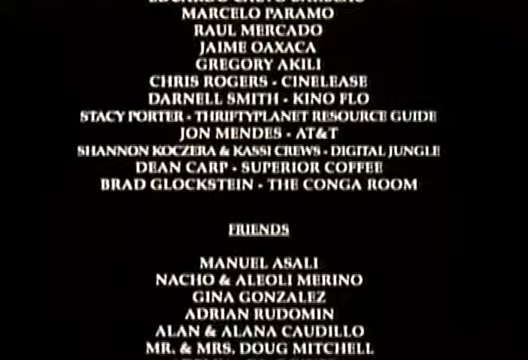 MARCELO PARAMO
RAUL MERCADO
JAIME OAXACA
GREGORY AKILI
CHRIS ROGERS - CINELEASE
DARNELL SMITH - KINO FLO
STACY PORTER - THRIFTYPLANET RESOURCE GUIDE
JON MENDES - AT&T
SHANNON KOCZERA & KASSI CREWS - DIGITAL JUNGLE
DEAN CARP - SUPERIOR COFFEE
BRAD GLOCKSTEIN - THE CONGA ROOM
FRIENDS
MANUEL ASALI
NACHO & ALEOLI MERINO
GINA GONZALEZ
ADRIAN RUDOMIN
ALAN & ALANA CAUDILLO
MR. & MRS. DOUG MITCHELL